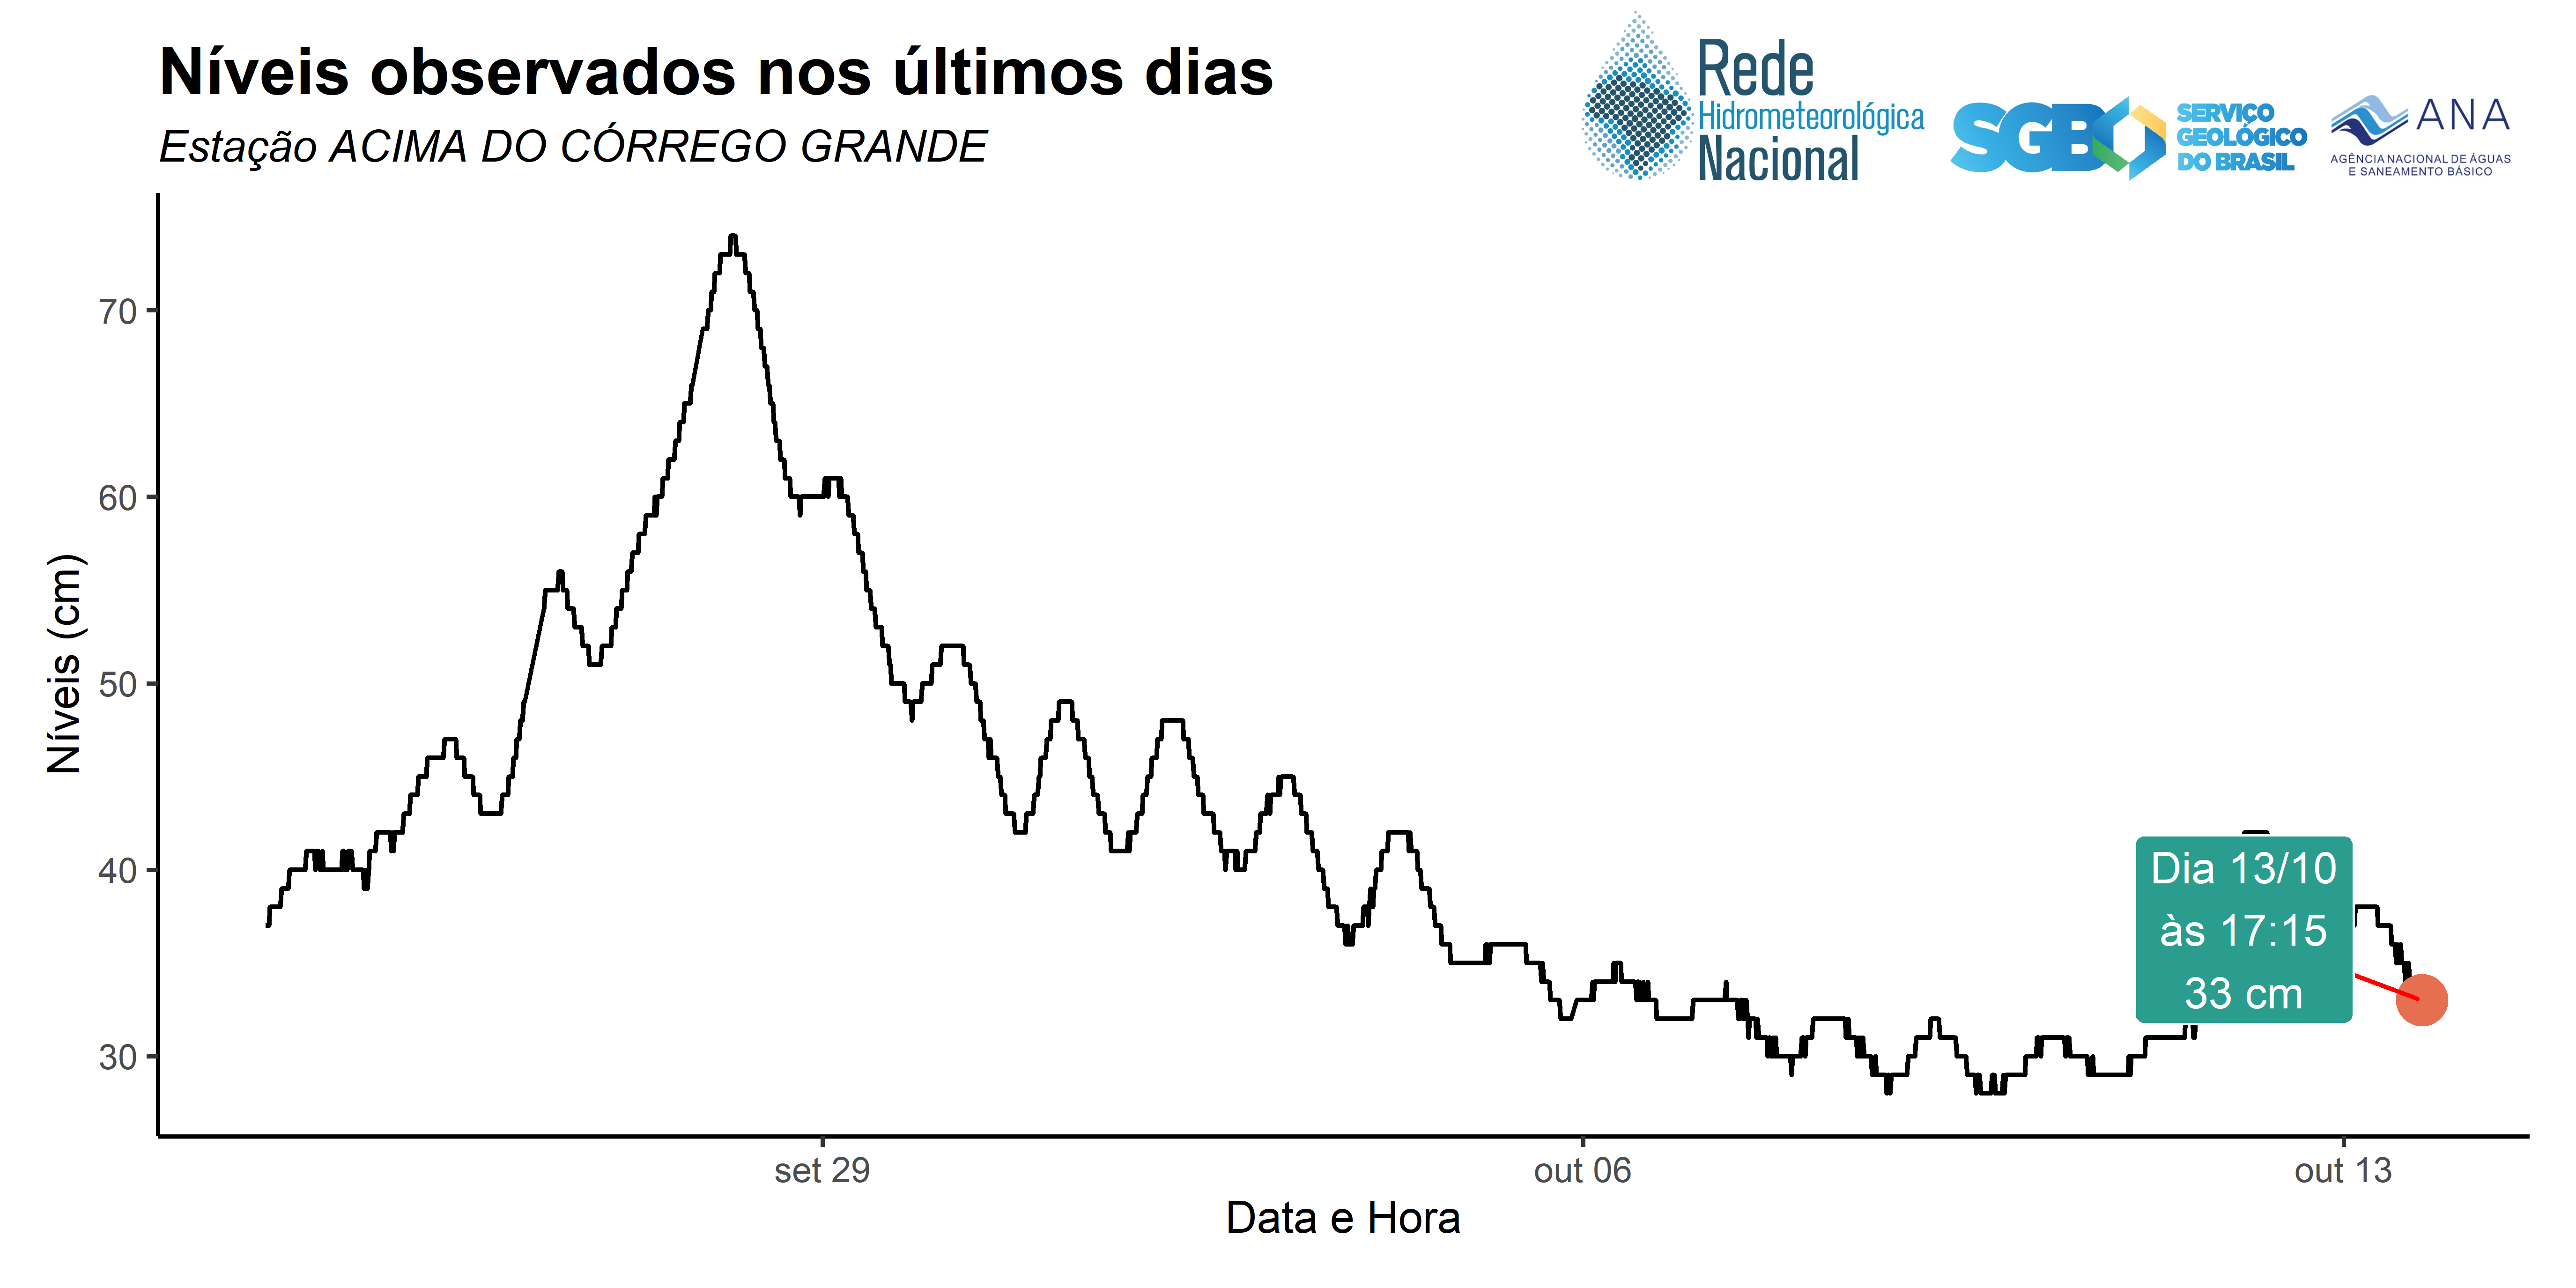 Níveis observados nos últimos dias
Estação ACIMA DO CÓRREGO GRANDE
Rede
Hidrometeorológica
Nacional
SGB
SERVIÇO
GEOLÓGICO
DO BRASIL
ANA
AGÊNCIA NACIONAL DE ÁGUAS
E SANEAMENTO BÁSICO
Níveis (cm)
70
60
50
40
30
Dia 13/10
às 17:15
33 cm
set 29
out 06
out 13
Data e Hora